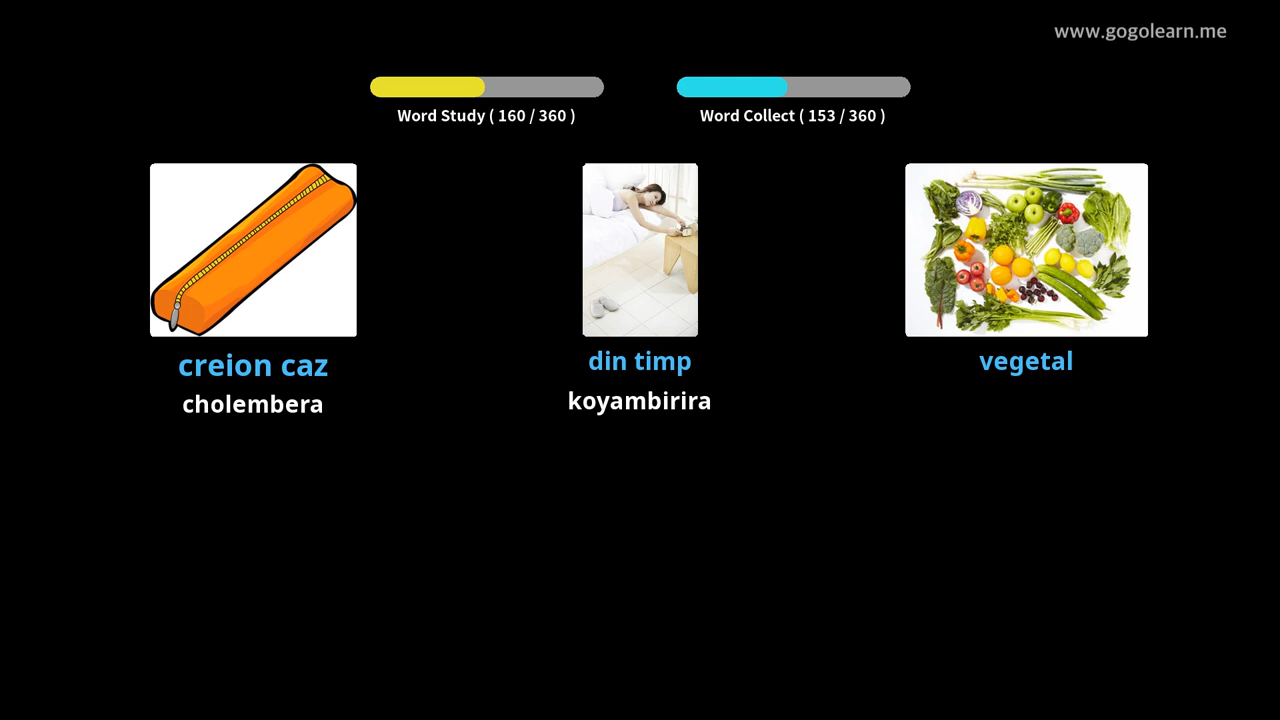 www.gogolearn.me
Word Study ( 160 / 360 )
Word Collect ( 153 / 360 )
creion caz
cholembera
din timp
koyambirira
vegetal